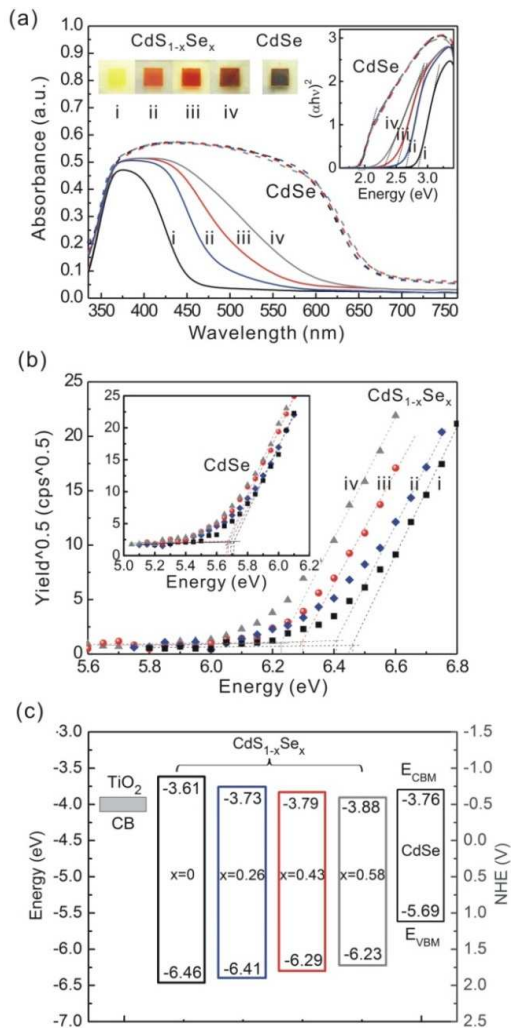 (a)
CdS1-xSex
CdSe
i ii iii iv
Absorbance (a.u.)
1.0
0.9
0.8
0.7
0.6
0.5
0.4
0.3
0.2
0.1
0.0
CdSe
i ii iii iv
350 400 450 500 550 600 650 700 750
Wavelength (nm)
(αhν)^2
3
2
1
0
CdSe
iv
iii
i
i
2.0 2.5 3.0
Energy (eV)
(b)
Yield^0.5 (cps^0.5)
25
20
15
10
5
0
CdS1-xSex
iv iii ii i
5.6 5.8 6.0 6.2 6.4 6.6 6.8
Energy (eV)
25
20
15
10
5
0
CdSe
5.0 5.2 5.4 5.6 5.8 6.0 6.2
Energy (eV)
(c)
Energy (eV)
-3.0
-3.5
-4.0
-4.5
-5.0
-5.5
-6.0
-6.5
-7.0
CdS1-xSex
TiO2
CB
-3.61 -3.73 -3.79 -3.88
ECBM
-3.76
x=0 x=0.26 x=0.43 x=0.58
CdSe
-5.69
EVBM
-6.46 -6.41 -6.29 -6.23
-1.5
-1.0
-0.5
0.0
0.5
1.0
1.5
2.0
2.5
NHE (V)